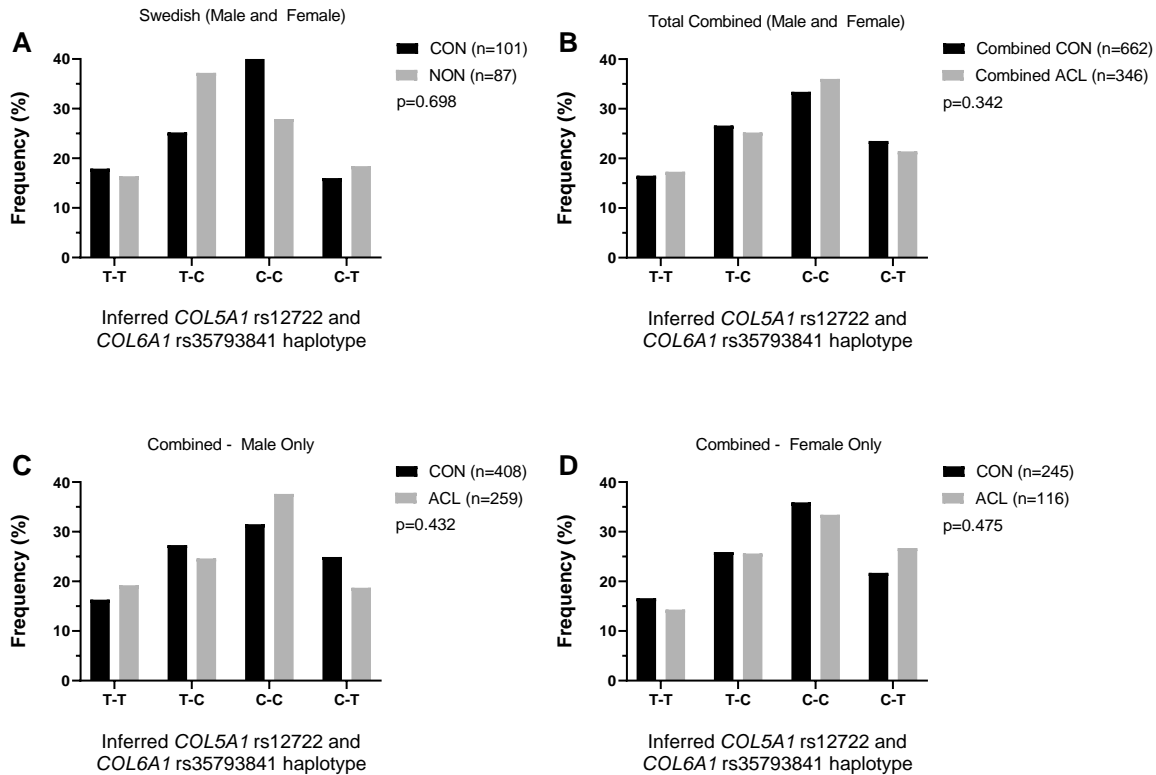 Swedish (Male and Female)
A
CON (n=101)
NON (n=87)
p=0.698
Frequency (%)
40
30
20
10
0
T-T T-C C-C C-T
Inferred COL5A1 rs12722 and
COL6A1 rs35793841 haplotype
Total Combined (Male and Female)
B
Combined CON (n=662)
Combined ACL (n=346)
p=0.342
Frequency (%)
40
30
20
10
0
T-T T-C C-C C-T
Inferred COL5A1 rs12722 and
COL6A1 rs35793841 haplotype
Combined - Male Only
C
CON (n=408)
ACL (n=259)
p=0.432
Frequency (%)
40
30
20
10
0
T-T T-C C-C C-T
Inferred COL5A1 rs12722 and
COL6A1 rs35793841 haplotype
Combined - Female Only
D
CON (n=245)
ACL (n=116)
p=0.475
Frequency (%)
40
30
20
10
0
T-T T-C C-C C-T
Inferred COL5A1 rs12722 and
COL6A1 rs35793841 haplotype